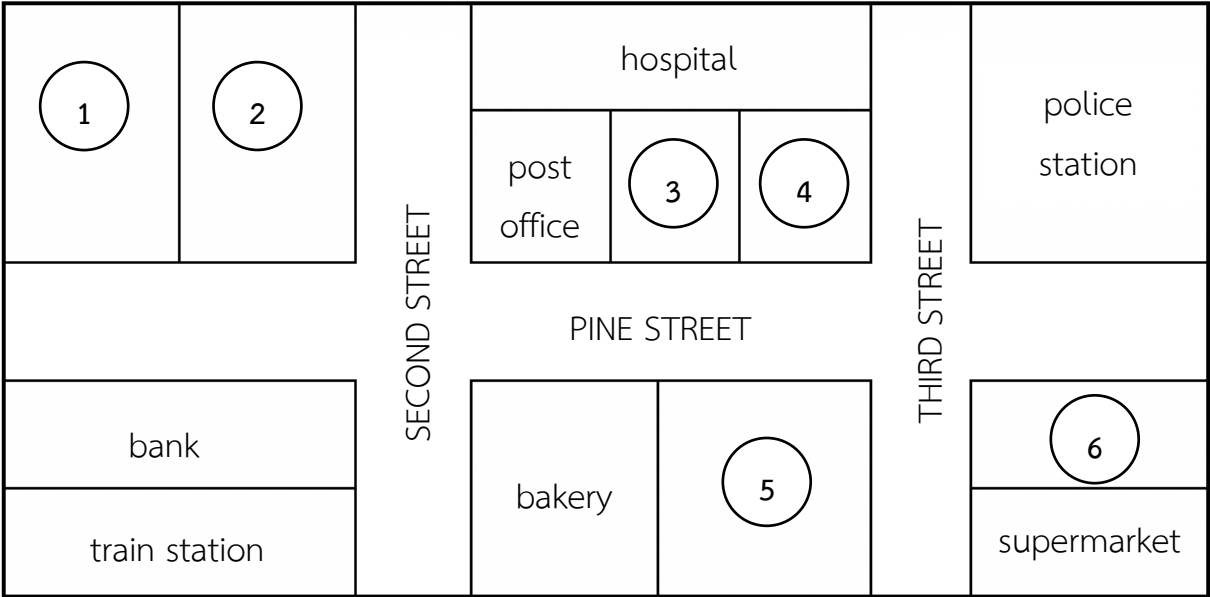 hospital
1
2
police
station
post
office
3
4
SECOND STREET
PINE STREET
THIRD STREET
bank
train station
bakery
5
6
supermarket